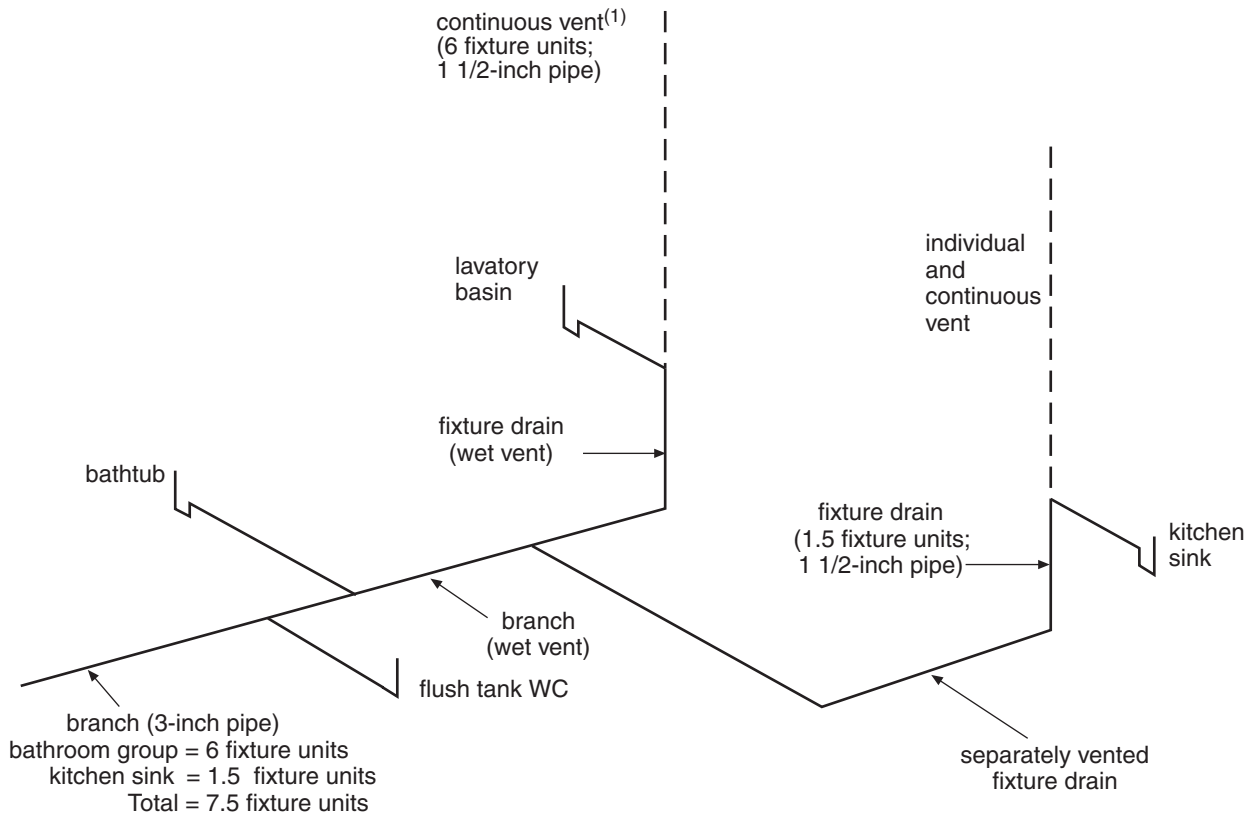 continuous vent(1)
(6 fixture units;
1 1/2-inch pipe)
individual
and
continuous
vent
lavatory
basin
fixture drain
(wet vent)
bathtub
fixture drain
(1.5 fixture units;
1 1/2-inch pipe)
kitchen
sink
branch
(wet vent)
flush tank WC
branch (3-inch pipe)
bathroom group = 6 fixture units
kitchen sink = 1.5 fixture units
Total = 7.5 fixture units
separately vented
fixture drain